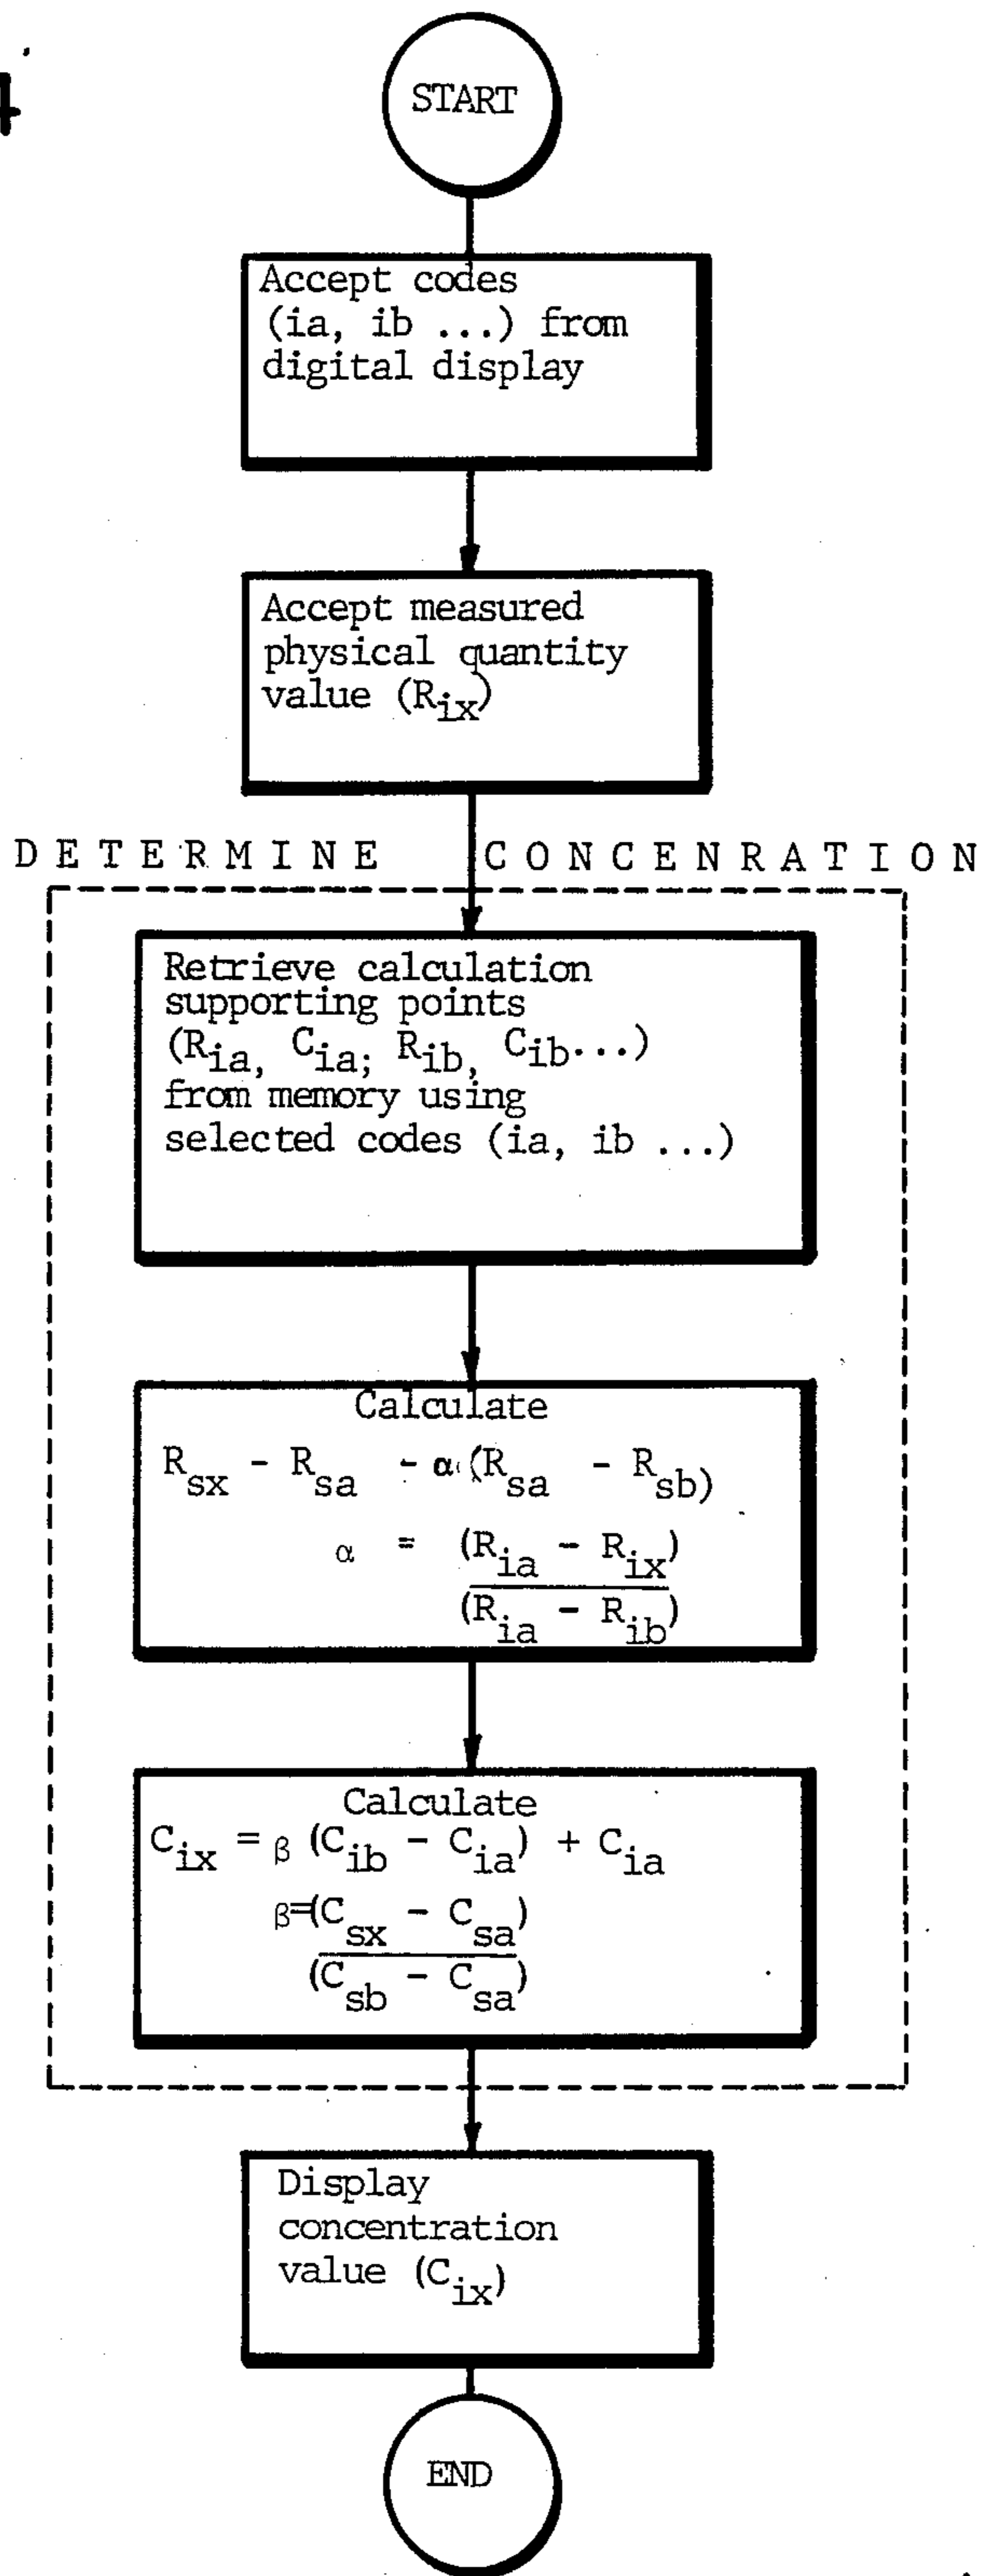 4
START
Accept codes
(ia, ib ...) from
digital display
Accept measured
physical quantity
value (Rix)
DETERMINE CONCENRATION
Retrieve calculation
supporting points
(Ria, Cia; Rib, Cib...)
from memory using
selected codes (ia, ib ...)
Calculate
Rsx - Rsa - α (Rsa - Rsb)
α = (Ria - Rix)
(Ria - Rib)
Calculate
Cix = β (Cib - Cia) + Cia
β=(Csx - Csa)
(Csb - Csa)
Display
concentration
value (Cix)
END